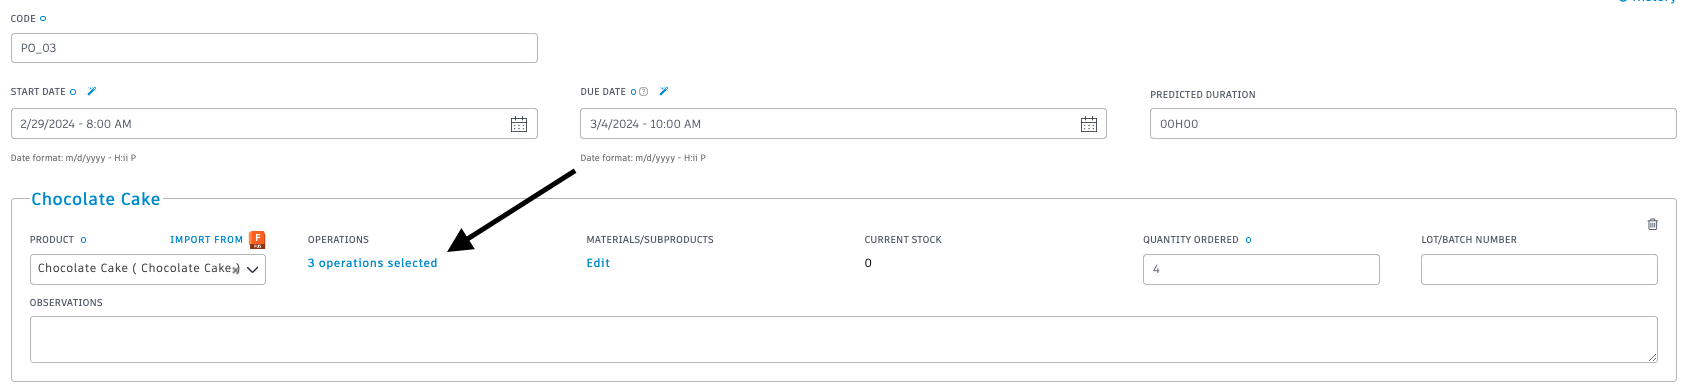 CODE
PO_03
START DATE
DUE DATE
PREDICTED DURATION
2/29/2024 - 8:00 AM
3/4/2024 - 10:00 AM
00H00
Date format: m/d/yyyy - H:ii P
Date format: m/d/yyyy - H:ii P
Chocolate Cake
PRODUCT
IMPORT FROM
F
OPERATIONS
MATERIALS/SUBPRODUCTS
CURRENT STOCK
QUANTITY ORDERED
LOT/BATCH NUMBER
Chocolate Cake ( Chocolate Cake )
3 operations selected
Edit
0
4
OBSERVATIONS